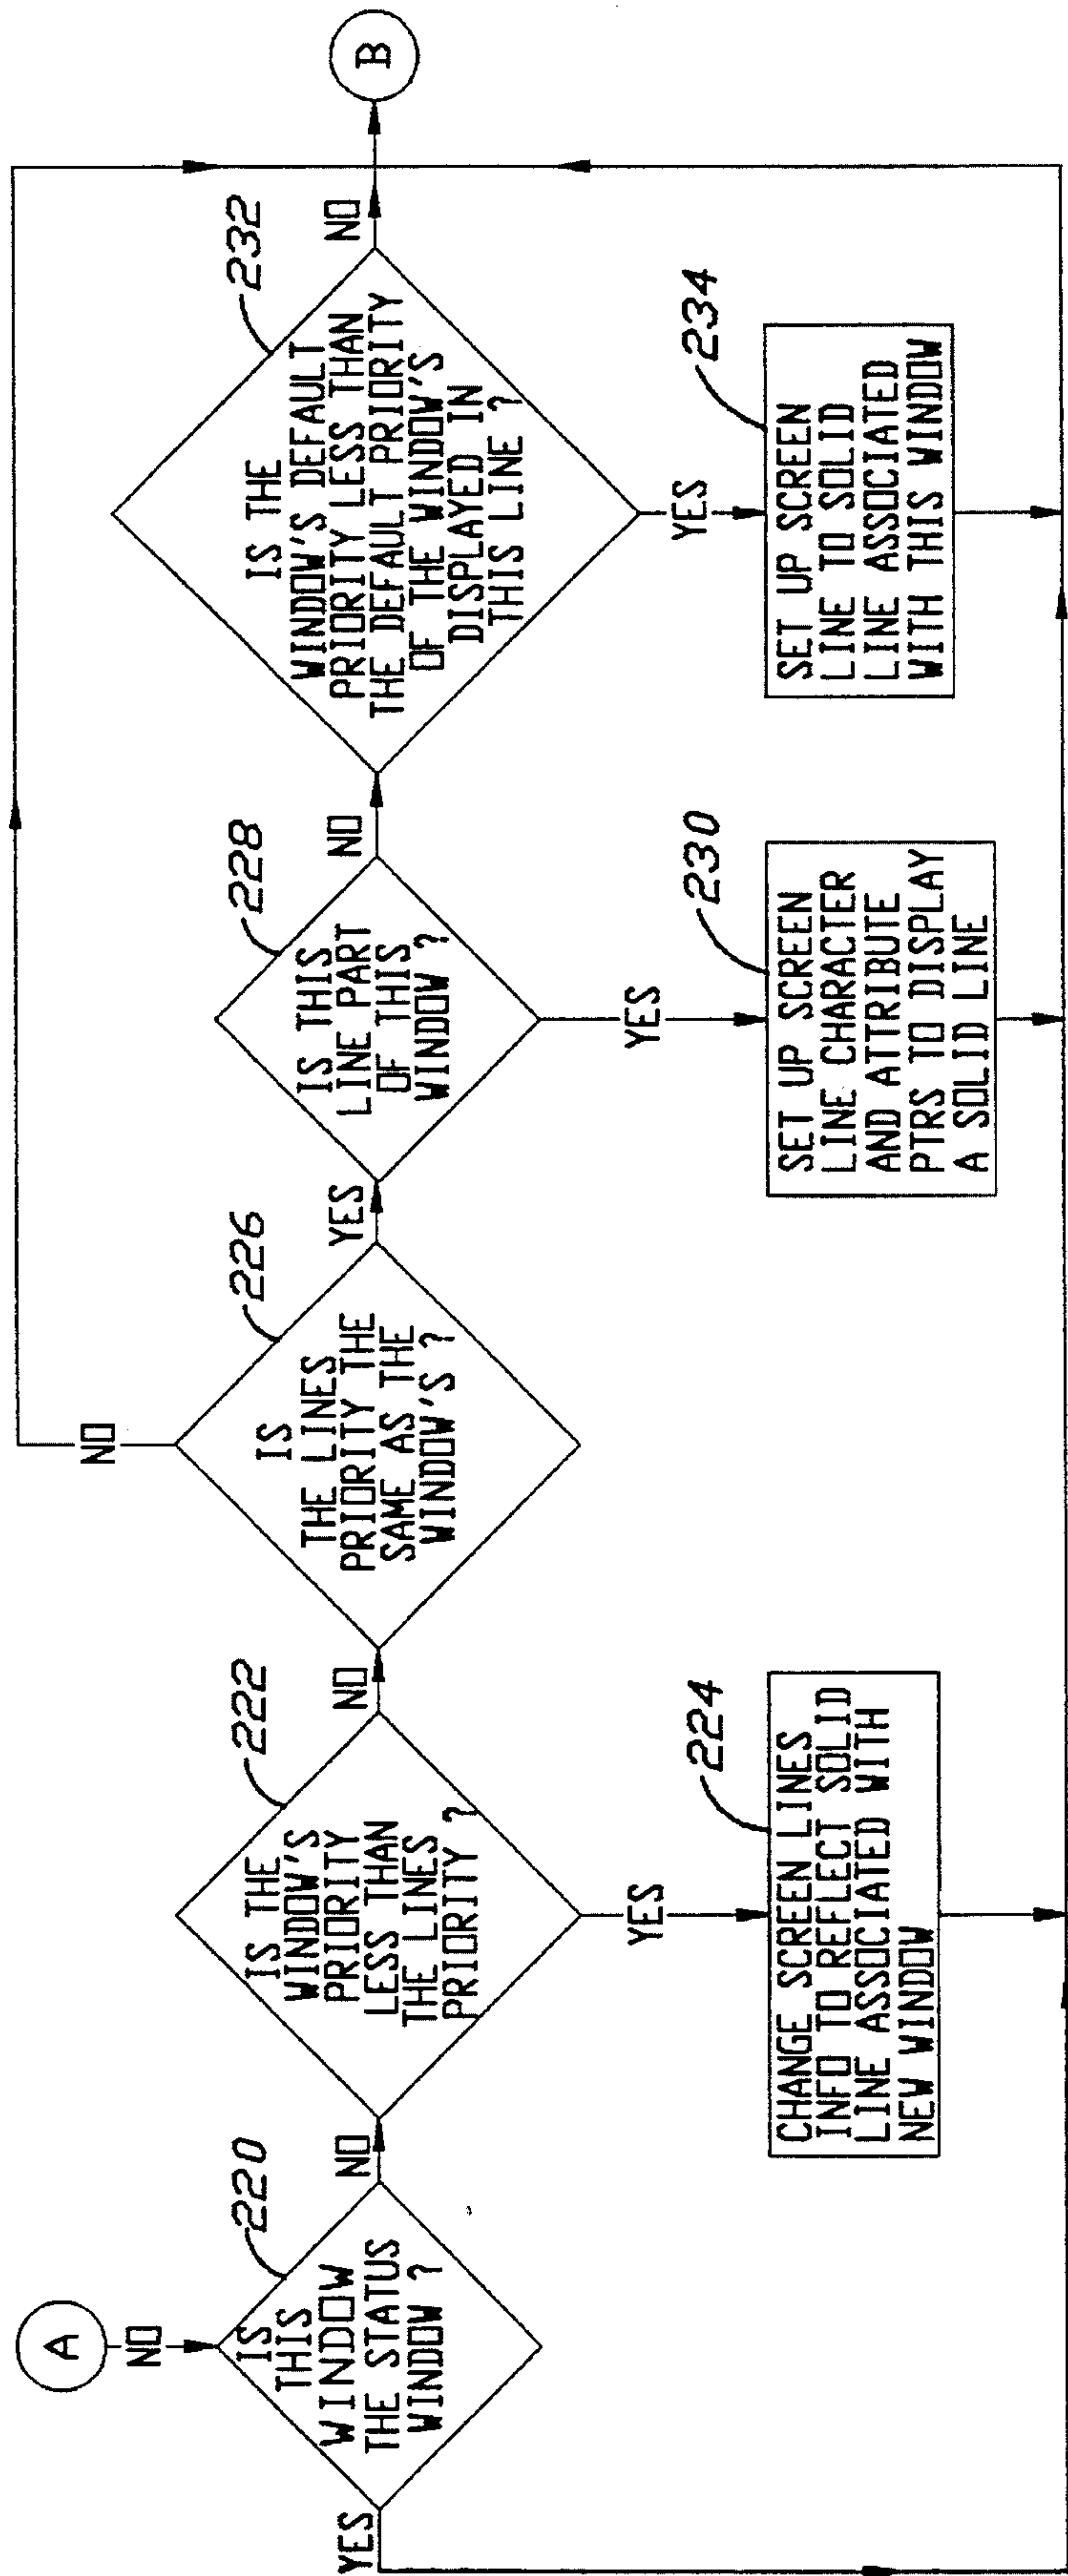 A
NO
220
IS
THIS
WINDOW
THE STATUS
WINDOW ?
YES
NO
222
IS THE
WINDOW'S
PRIORITY
LESS THAN
THE LINES
PRIORITY ?
YES
224
CHANGE SCREEN LINES
INFO TO REFLECT SOLID
LINE ASSOCIATED WITH
NEW WINDOW
NO
226
IS
THE LINES
PRIORITY THE
SAME AS THE
WINDOW'S ?
NO
YES
228
IS THIS
LINE PART
OF THIS
WINDOW ?
YES
230
SET UP SCREEN
LINE CHARACTER
AND ATTRIBUTE
PTRS TO DISPLAY
A SOLID LINE
NO
232
IS THE
WINDOW'S DEFAULT
PRIORITY LESS THAN
THE DEFAULT PRIORITY
OF THE WINDOW'S
DISPLAYED IN
THIS LINE ?
YES
234
SET UP SCREEN
LINE TO SOLID
LINE ASSOCIATED
WITH THIS WINDOW
NO
B